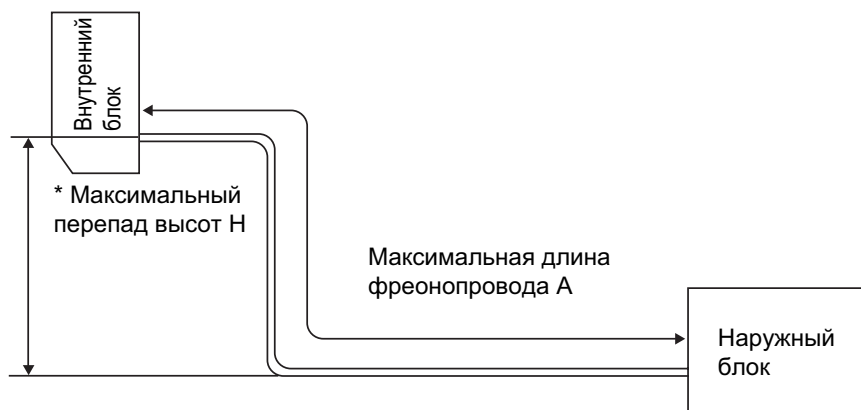 Внутренний
блок
* Максимальный
перепад высот H
Максимальная длина
фреонопровода A
Наружный
блок